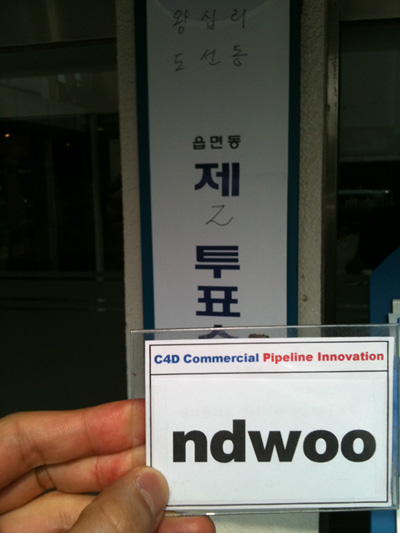 왕십리
도선동
읍면동
제
2
투
표
C4D Commercial Pipeline Innovation
ndwoo